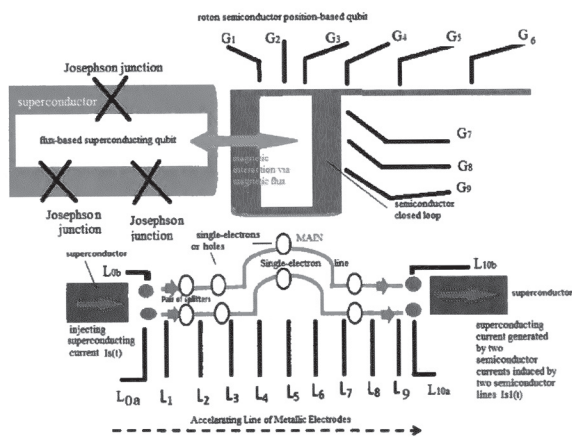 roton semiconductor position-based qubit
G1 G2 G3 G4 G5 G6
Josephson junction
superconductor
flux-based superconducting qubit
magnetic
interaction via
magnetic flux
G7
G8
G9
semiconductor
closed loop
Josephson
junction
Josephson
junction
single-electrons
or holes
MAIN
superconductor
L0b
Single-electron line
L10b
Pair of splitters
superconductor
injecting
superconducting
current Is(t)
superconducting
current generated
by two
semiconductor
currents induced by
two semiconductor
lines Is1(t)
L0a L1 L2 L3 L4 L5 L6 L7 L8 L9 L10a
Accelarating Line of Metallic Electrodes